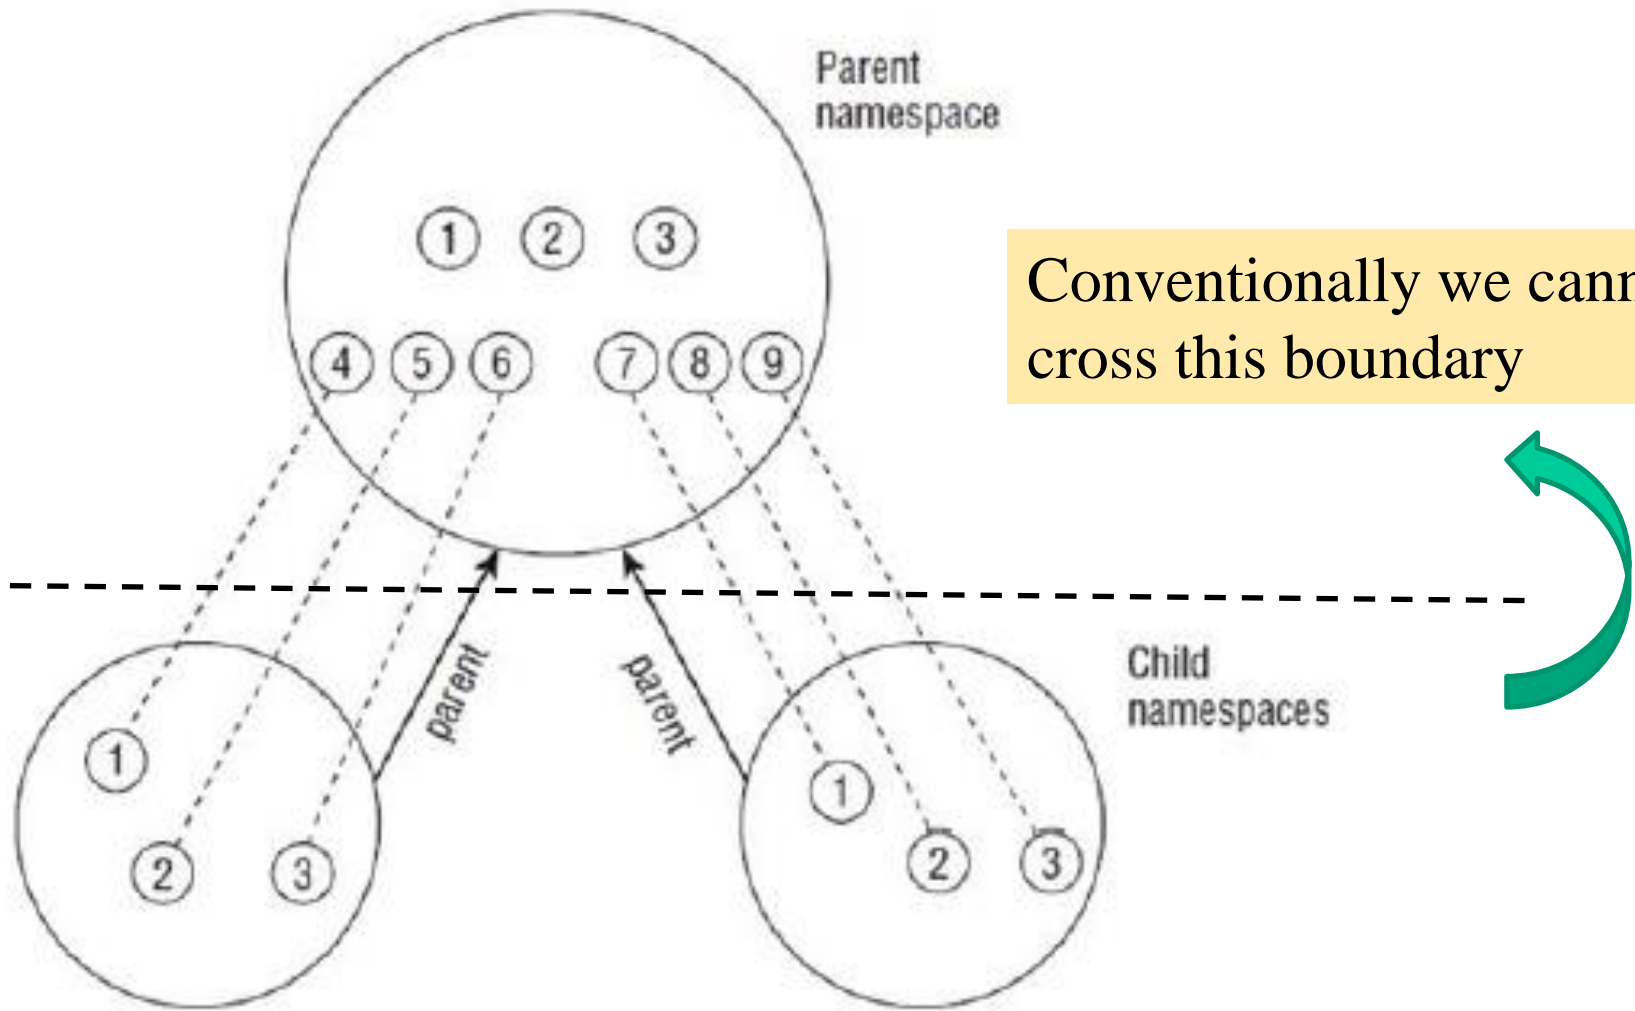 Parent
namespace
1 2 3
Conventionally we
cross this boundary
4 5 6 7 8 9
parent
parent
Child
namespaces
1
2 3
1
2 3